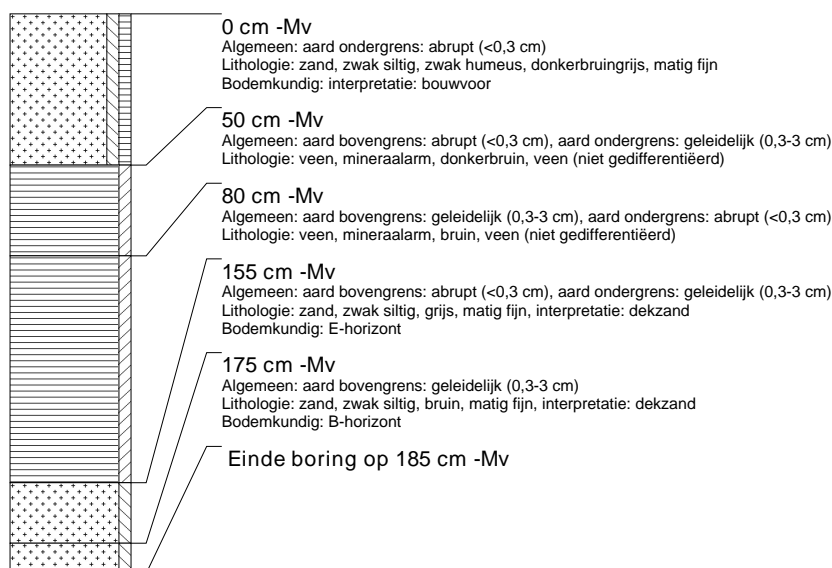 0 cm -Mv
Algemeen: aard ondergrens: abrupt (<0,3 cm)
Lithologie: zand, zwak siltig, zwak humeus, donkerbruingrijs, matig fijn
Bodemkundig: interpretatie: bouwvoor
50 cm -Mv
Algemeen: aard bovengrens: abrupt (<0,3 cm), aard ondergrens: geleidelijk (0,3-3 cm)
Lithologie: veen, mineraalarm, donkerbruin, veen (niet gedifferentiëerd)
80 cm -Mv
Algemeen: aard bovengrens: geleidelijk (0,3-3 cm), aard ondergrens: abrupt (<0,3 cm)
Lithologie: veen, mineraalarm, bruin, veen (niet gedifferentiëerd)
155 cm -Mv
Algemeen: aard bovengrens: abrupt (<0,3 cm), aard ondergrens: geleidelijk (0,3-3 cm)
Lithologie: zand, zwak siltig, grijs, matig fijn, interpretatie: dekzand
Bodemkundig: E-horizont
175 cm -Mv
Algemeen: aard bovengrens: geleidelijk (0,3-3 cm)
Lithologie: zand, zwak siltig, bruin, matig fijn, interpretatie: dekzand
Bodemkundig: B-horizont
Einde boring op 185 cm -Mv